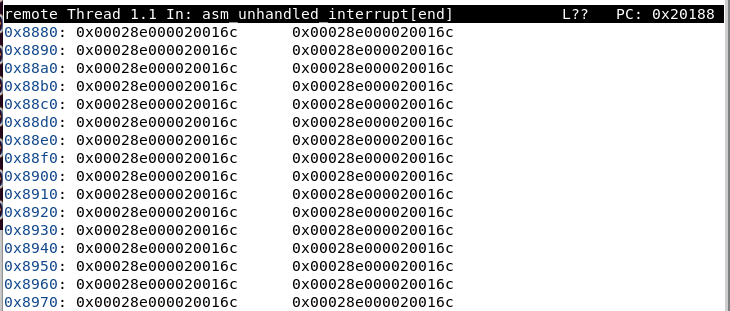 remote Thread 1.1 In: asm_unhandled_interrupt[end] L?? PC: 0x20188
0x8880: 0x00028e000020016c 0x00028e000020016c
0x8890: 0x00028e000020016c 0x00028e000020016c
0x88a0: 0x00028e000020016c 0x00028e000020016c
0x88b0: 0x00028e000020016c 0x00028e000020016c
0x88c0: 0x00028e000020016c 0x00028e000020016c
0x88d0: 0x00028e000020016c 0x00028e000020016c
0x88e0: 0x00028e000020016c 0x00028e000020016c
0x88f0: 0x00028e000020016c 0x00028e000020016c
0x8900: 0x00028e000020016c 0x00028e000020016c
0x8910: 0x00028e000020016c 0x00028e000020016c
0x8920: 0x00028e000020016c 0x00028e000020016c
0x8930: 0x00028e000020016c 0x00028e000020016c
0x8940: 0x00028e000020016c 0x00028e000020016c
0x8950: 0x00028e000020016c 0x00028e000020016c
0x8960: 0x00028e000020016c 0x00028e000020016c
0x8970: 0x00028e000020016c 0x00028e000020016c